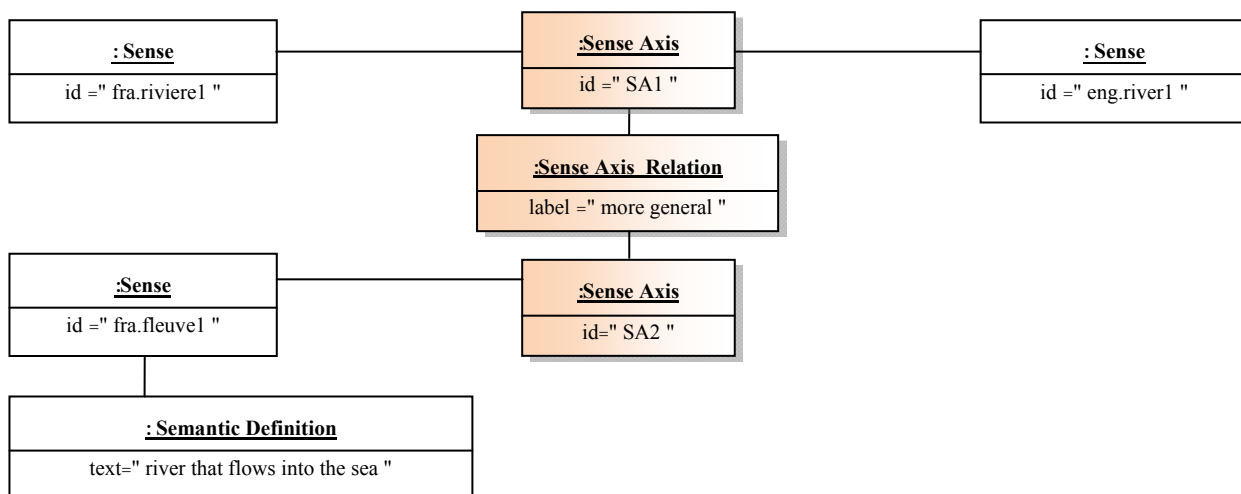 : Sense
id =" fra.riviere1 "
:Sense Axis
id =" SA1 "
: Sense
id =" eng.river1 "
:Sense Axis Relation
label =" more general "
:Sense
id =" fra.fleuve1 "
:Sense Axis
id=" SA2 "
: Semantic Definition
text=" river that flows into the sea "